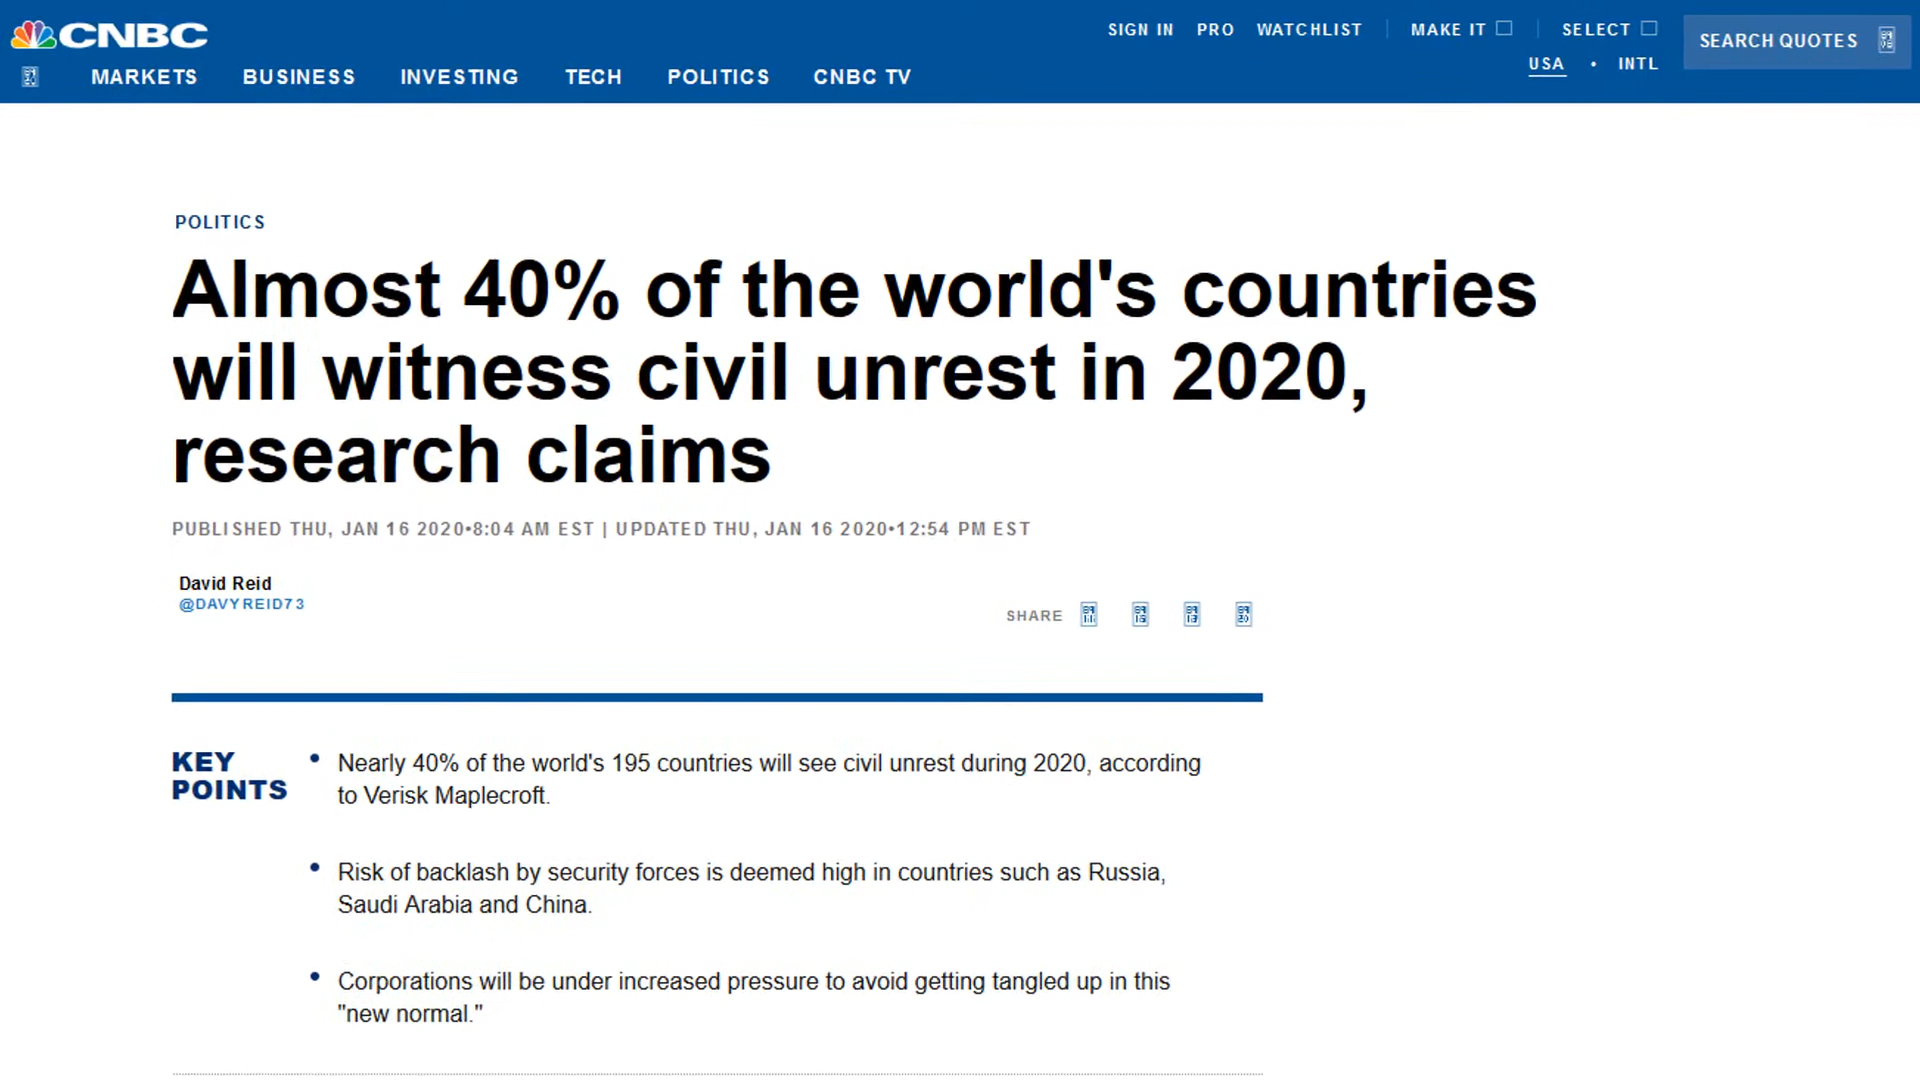 CNBC
SIGN IN PRO WATCHLIST MAKE IT SELECT
USA • INTL
SEARCH QUOTES
MARKETS BUSINESS INVESTING TECH POLITICS CNBC TV
POLITICS
Almost 40% of the world's countries
will witness civil unrest in 2020,
research claims
PUBLISHED THU, JAN 16 2020•8:04 AM EST | UPDATED THU, JAN 16 2020•12:54 PM EST
David Reid
@DAVYREID73
SHARE
KEY
POINTS
• Nearly 40% of the world's 195 countries will see civil unrest during 2020, according
to Verisk Maplecroft.
• Risk of backlash by security forces is deemed high in countries such as Russia,
Saudi Arabia and China.
• Corporations will be under increased pressure to avoid getting tangled up in this
"new normal."